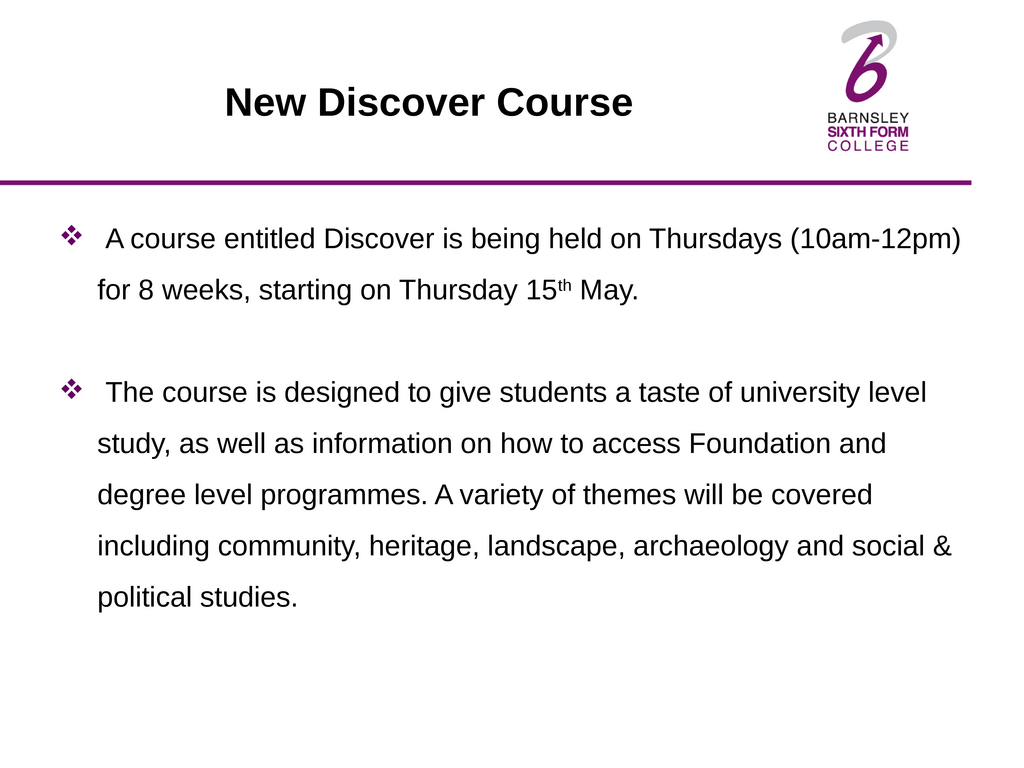 New Discover Course
BARNSLEY
SIXTH FORM
COLLEGE
❖ A course entitled Discover is being held on Thursdays (10am-12pm)
for 8 weeks, starting on Thursday 15th May.
❖ The course is designed to give students a taste of university level
study, as well as information on how to access Foundation and
degree level programmes. A variety of themes will be covered
including community, heritage, landscape, archaeology and social &
political studies.